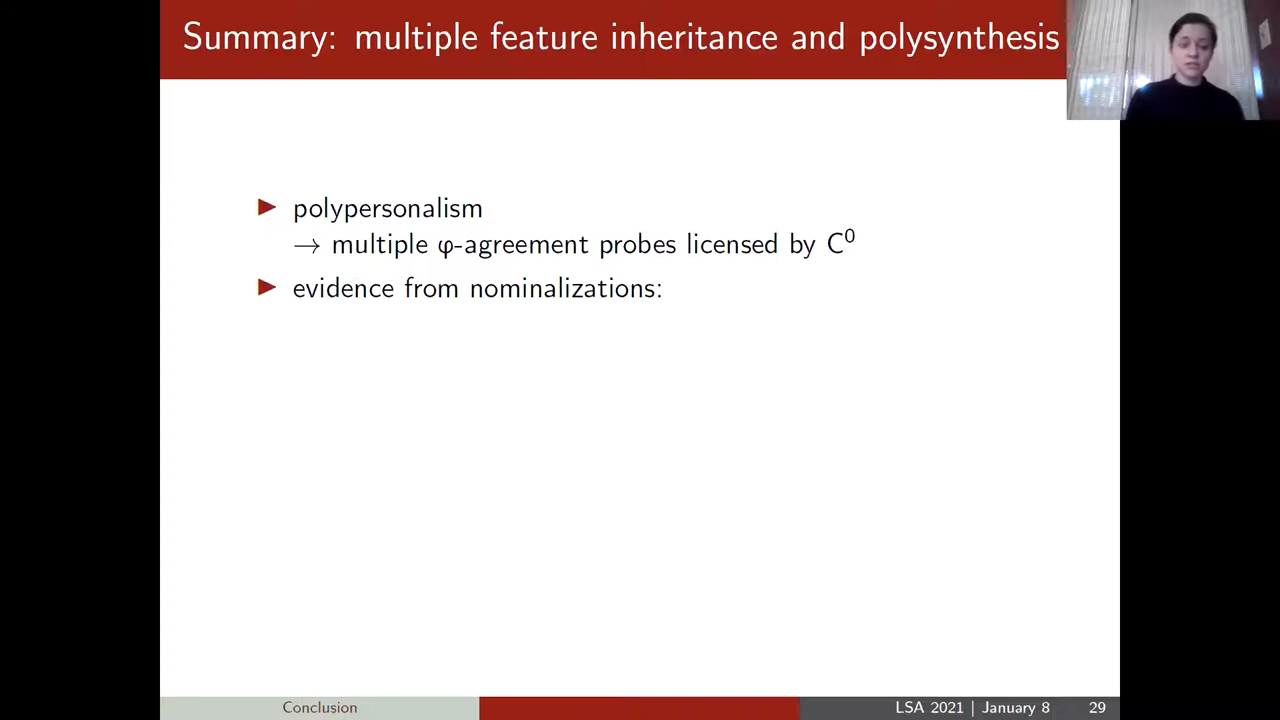 Summary: multiple feature inheritance and polysynthesis
▶ polypersonalism
→ multiple φ-agreement probes licensed by C⁰
▶ evidence from nominalizations:
Conclusion
LSA 2021 | January 8 29